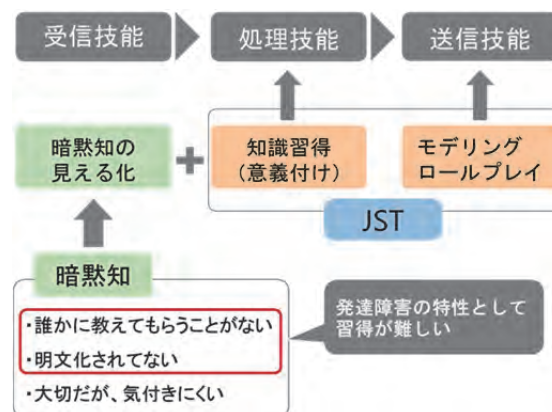 受信技能
処理技能
送信技能
暗黙知の
見える化
+
知識習得
(意義付け)
モデリング
ロールプレイ
JST
暗黙知
・誰かに教えてもらうことがない
・明文化されてない
・大切だが、気付きにくい
発達障害の特性として
習得が難しい